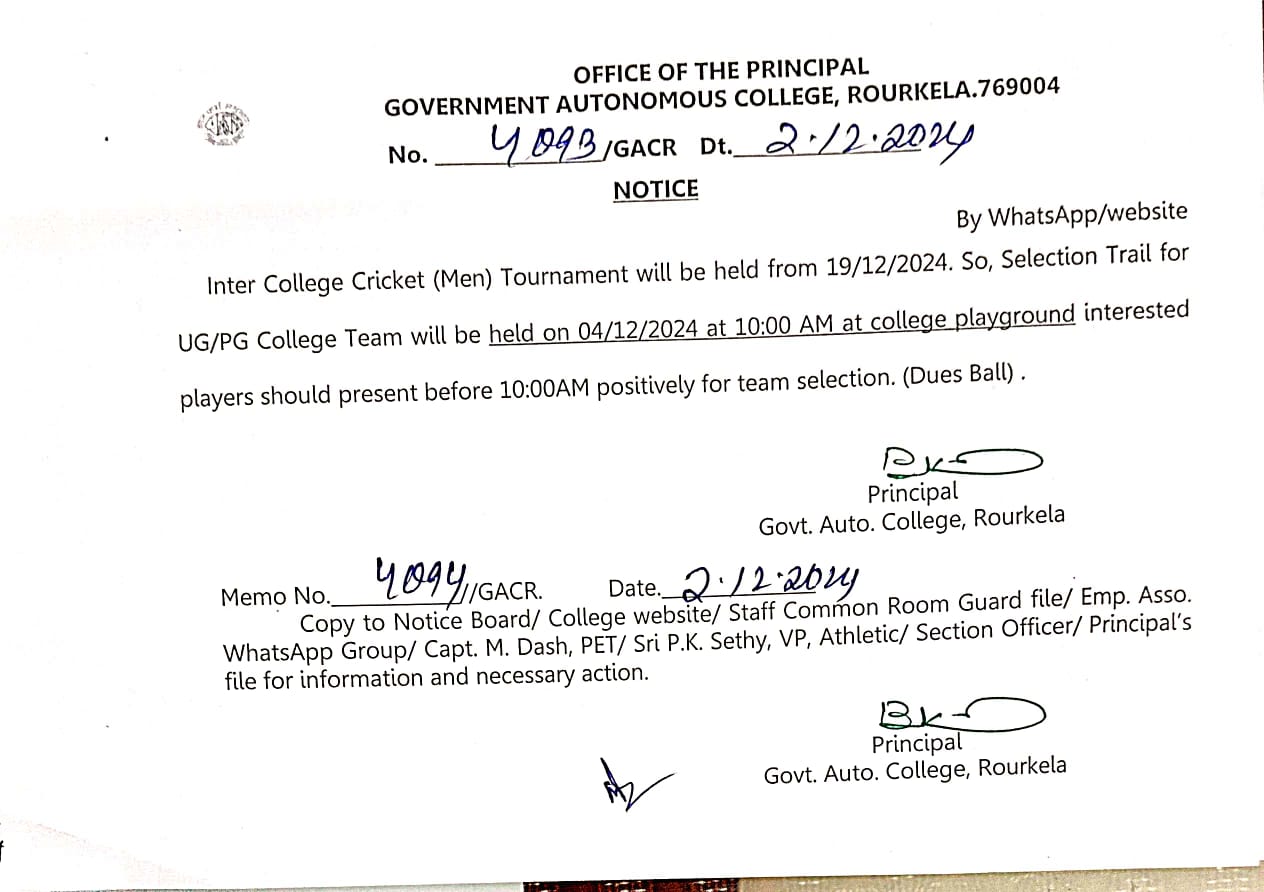 OFFICE OF THE PRINCIPAL
GOVERNMENT AUTONOMOUS COLLEGE, ROURKELA.769004
No. 4093/GACR Dt. 2.12.2024
NOTICE
By WhatsApp/website
Inter College Cricket (Men) Tournament will be held from 19/12/2024. So, Selection Trail for
UG/PG College Team will be held on 04/12/2024 at 10:00 AM at college playground interested
players should present before 10:00AM positively for team selection. (Dues Ball) .
Principal
Govt. Auto. College, Rourkela
Memo No. 4094//GACR. Date. 2.12.2024
Copy to Notice Board/ College website/ Staff Common Room Guard file/ Emp. Asso.
WhatsApp Group/ Capt. M. Dash, PET/ Sri P.K. Sethy, VP, Athletic/ Section Officer/ Principal's
file for information and necessary action.
Principal
Govt. Auto. College, Rourkela